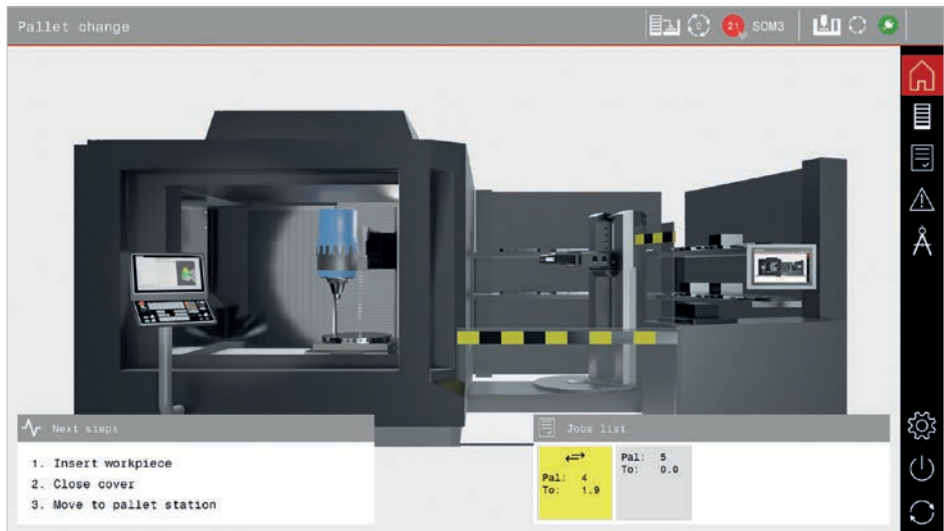 Pallet change
0
21
SOM3
Next steps
1. Insert workpiece
2. Close cover
3. Move to pallet station
Jobs list
Pal: 4
To: 1.9
Pal: 5
To: 0.0